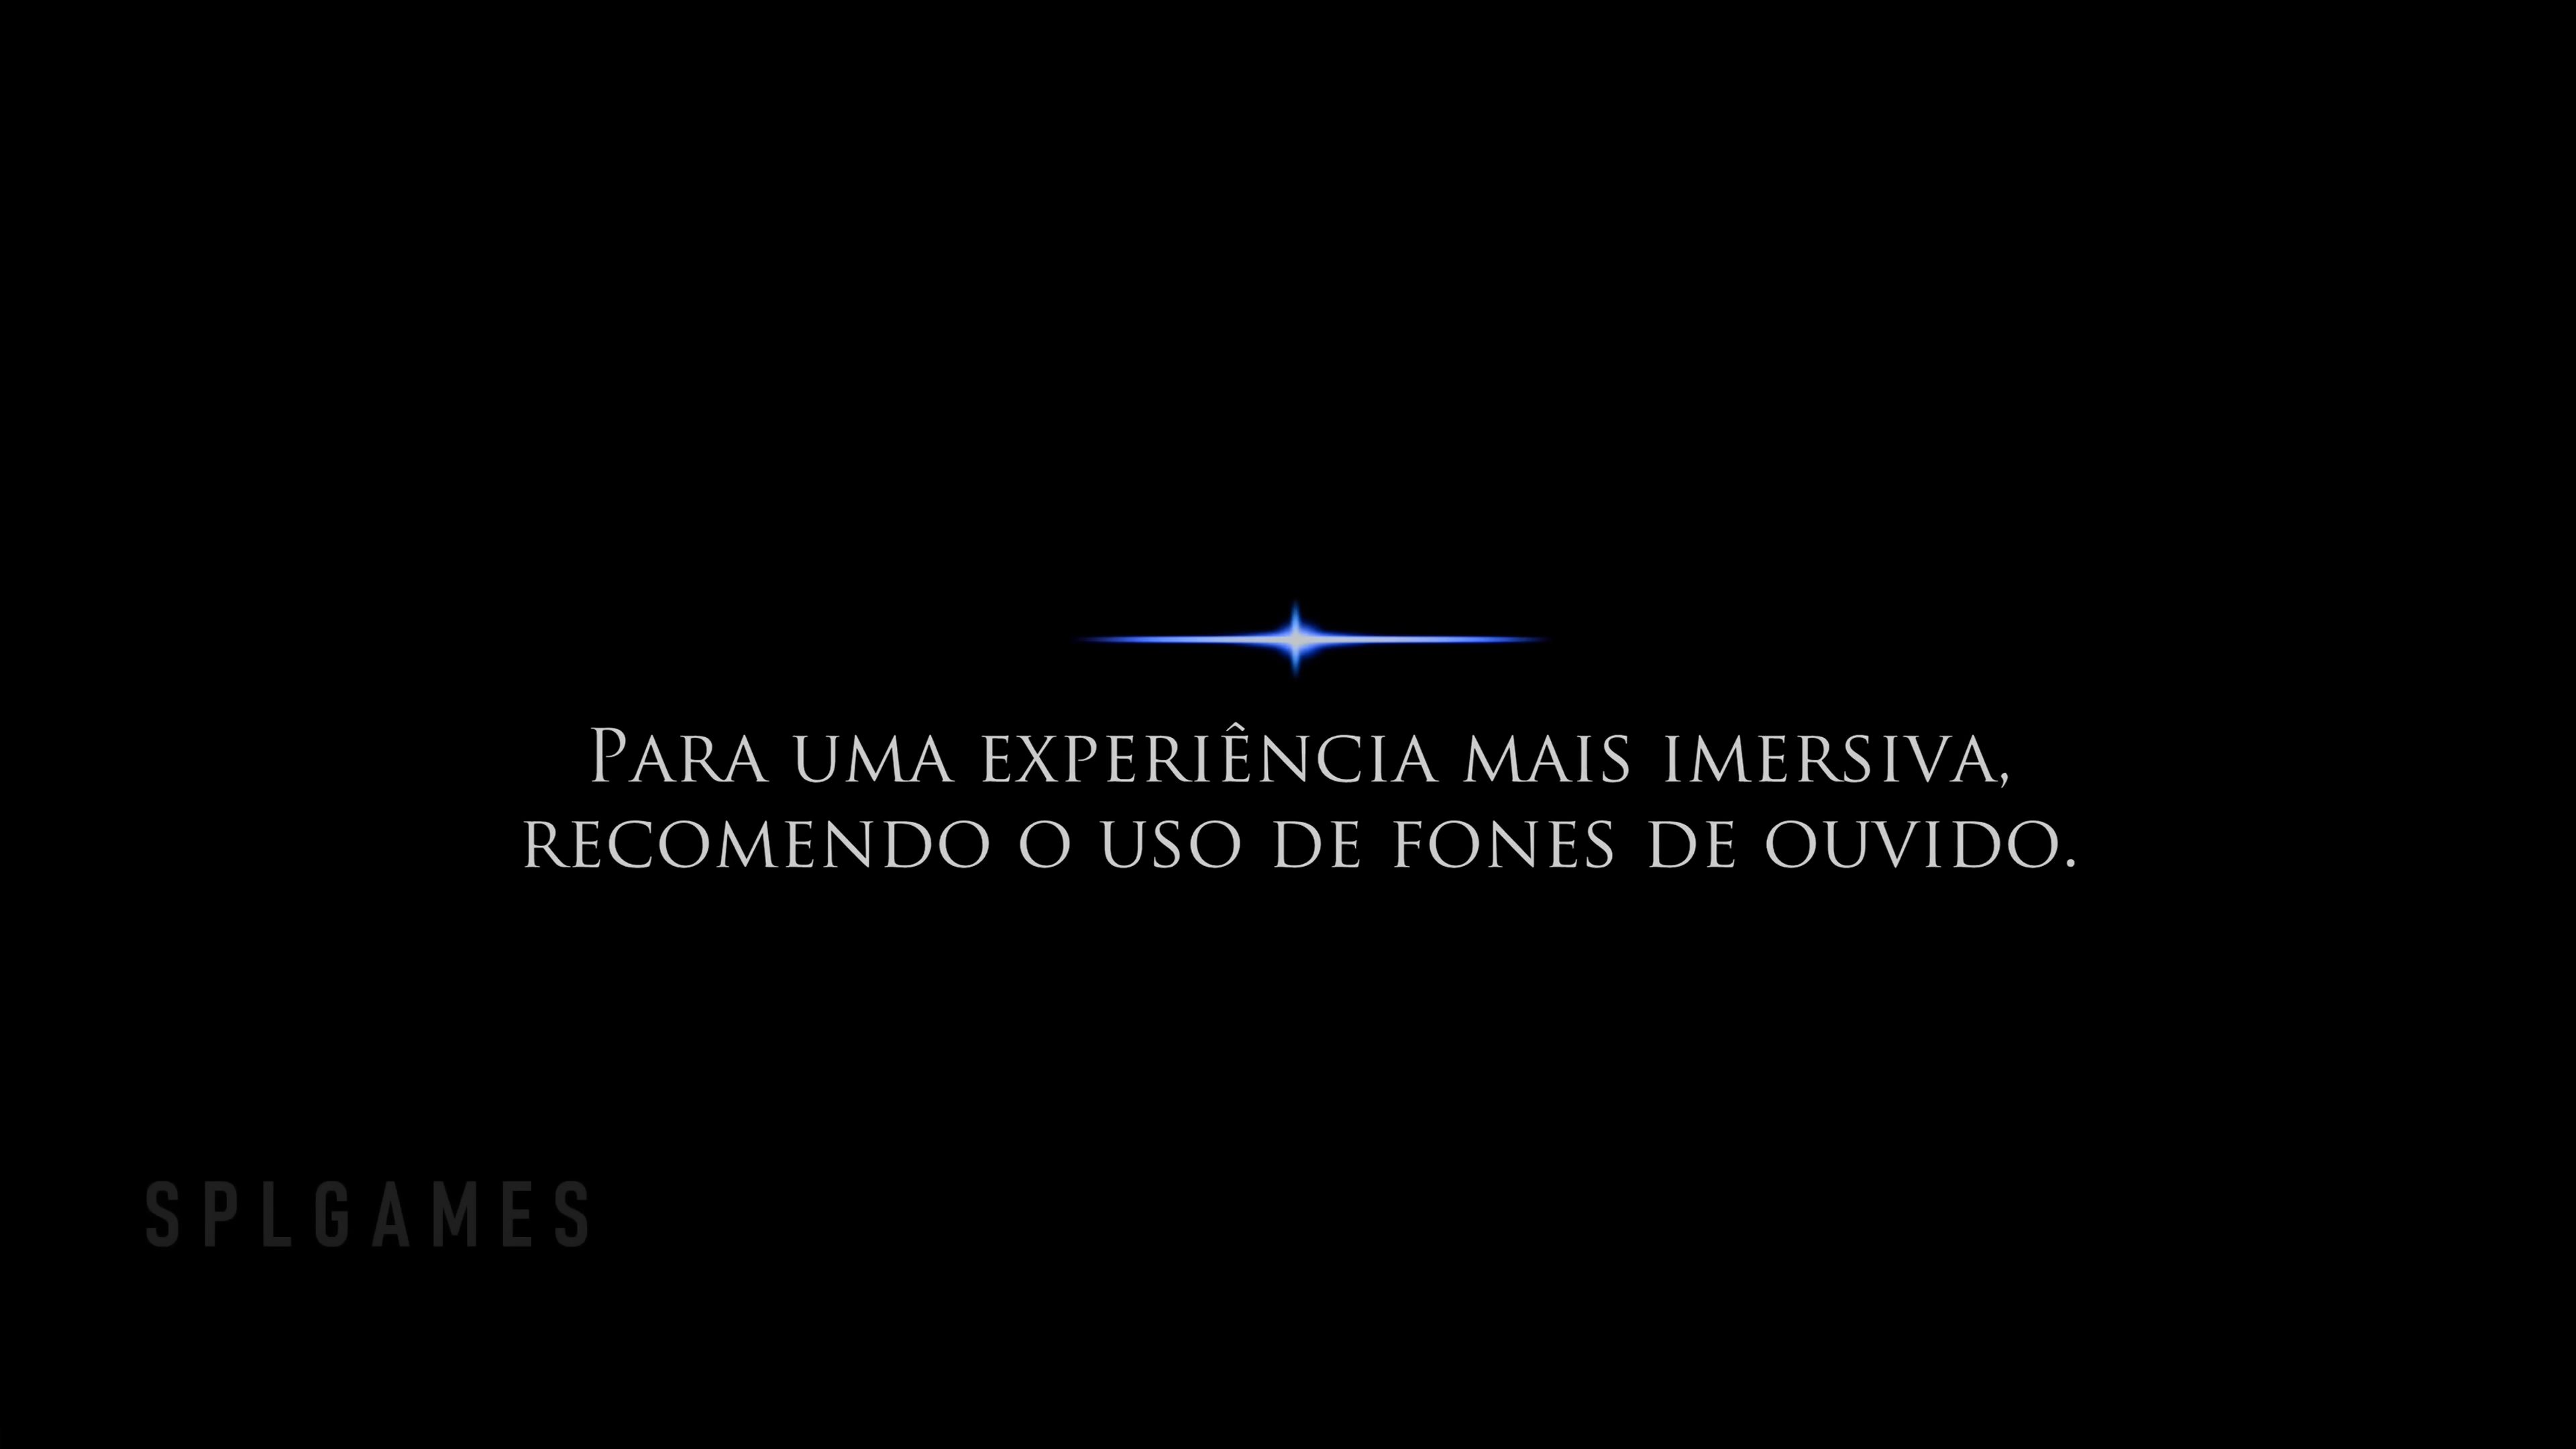 Para uma experiência mais imersiva,
recomendo o uso de fones de ouvido.
SPLGAMES